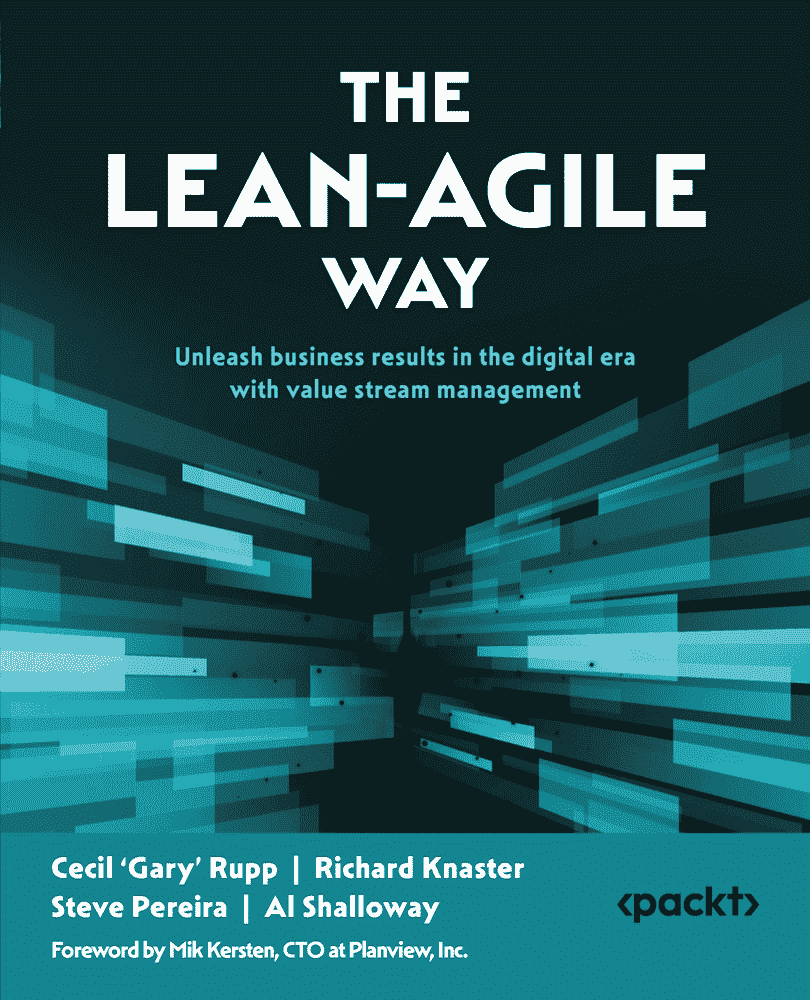 THE
LEAN-AGILE
WAY
Unleash business results in the digital era
with value stream management
Cecil ‘Gary’ Rupp | Richard Knaster
Steve Pereira | Al Shalloway
Foreword by Mik Kersten, CTO at Planview, Inc.
<packt>